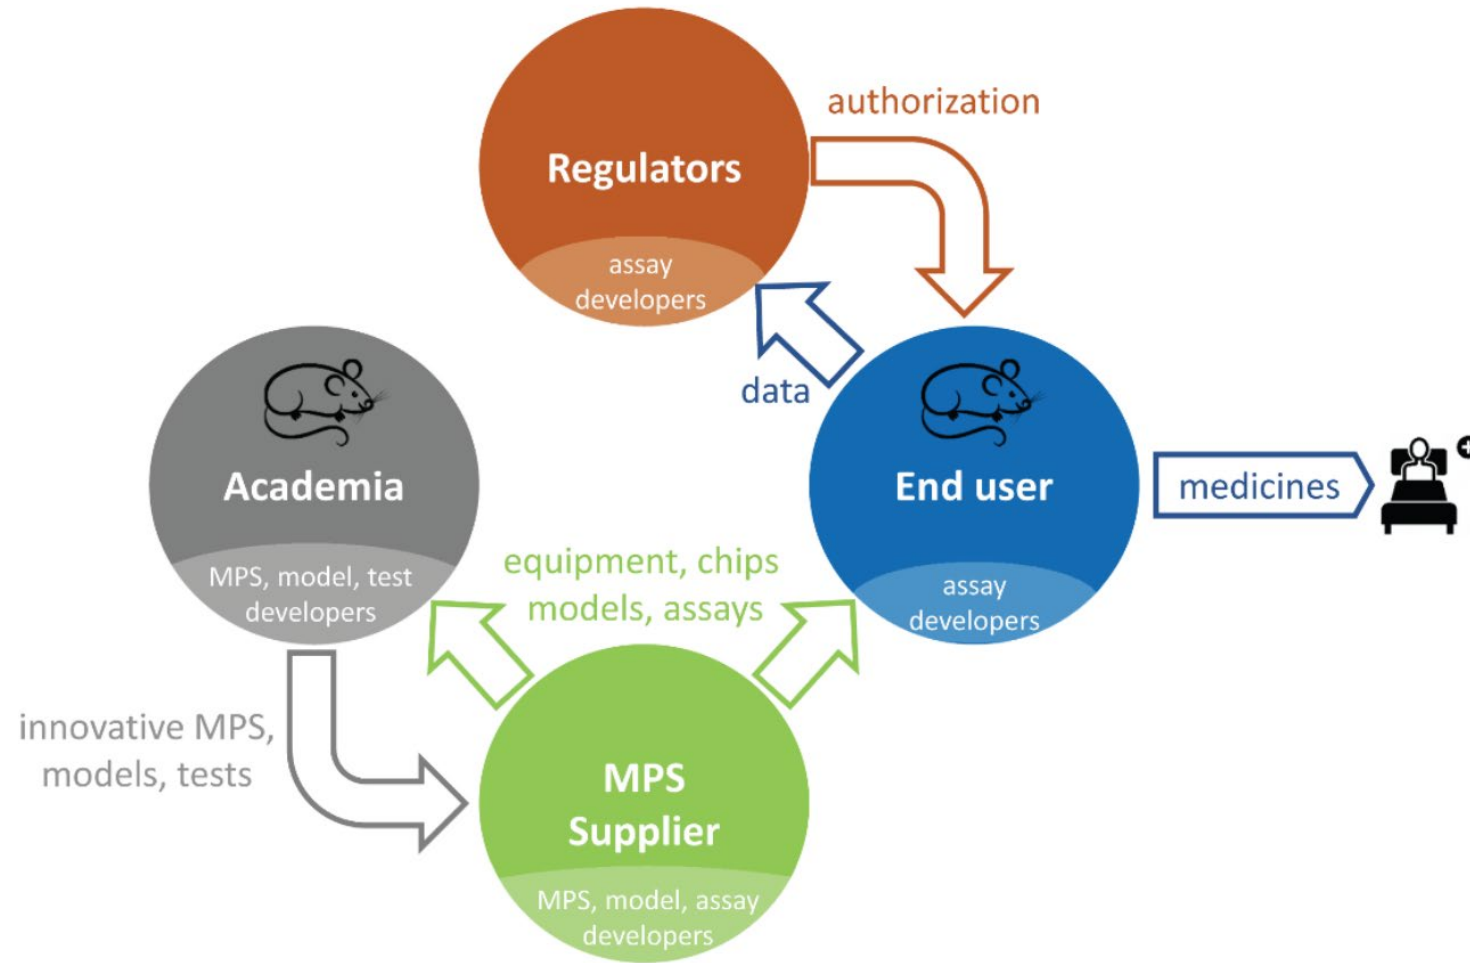 authorization
Regulators
assay
developers
data
Academia
MPS, model, test
developers
End user
assay
developers
medicines
equipment, chips
models, assays
innovative MPS,
models, tests
MPS
Supplier
MPS, model, assay
developers